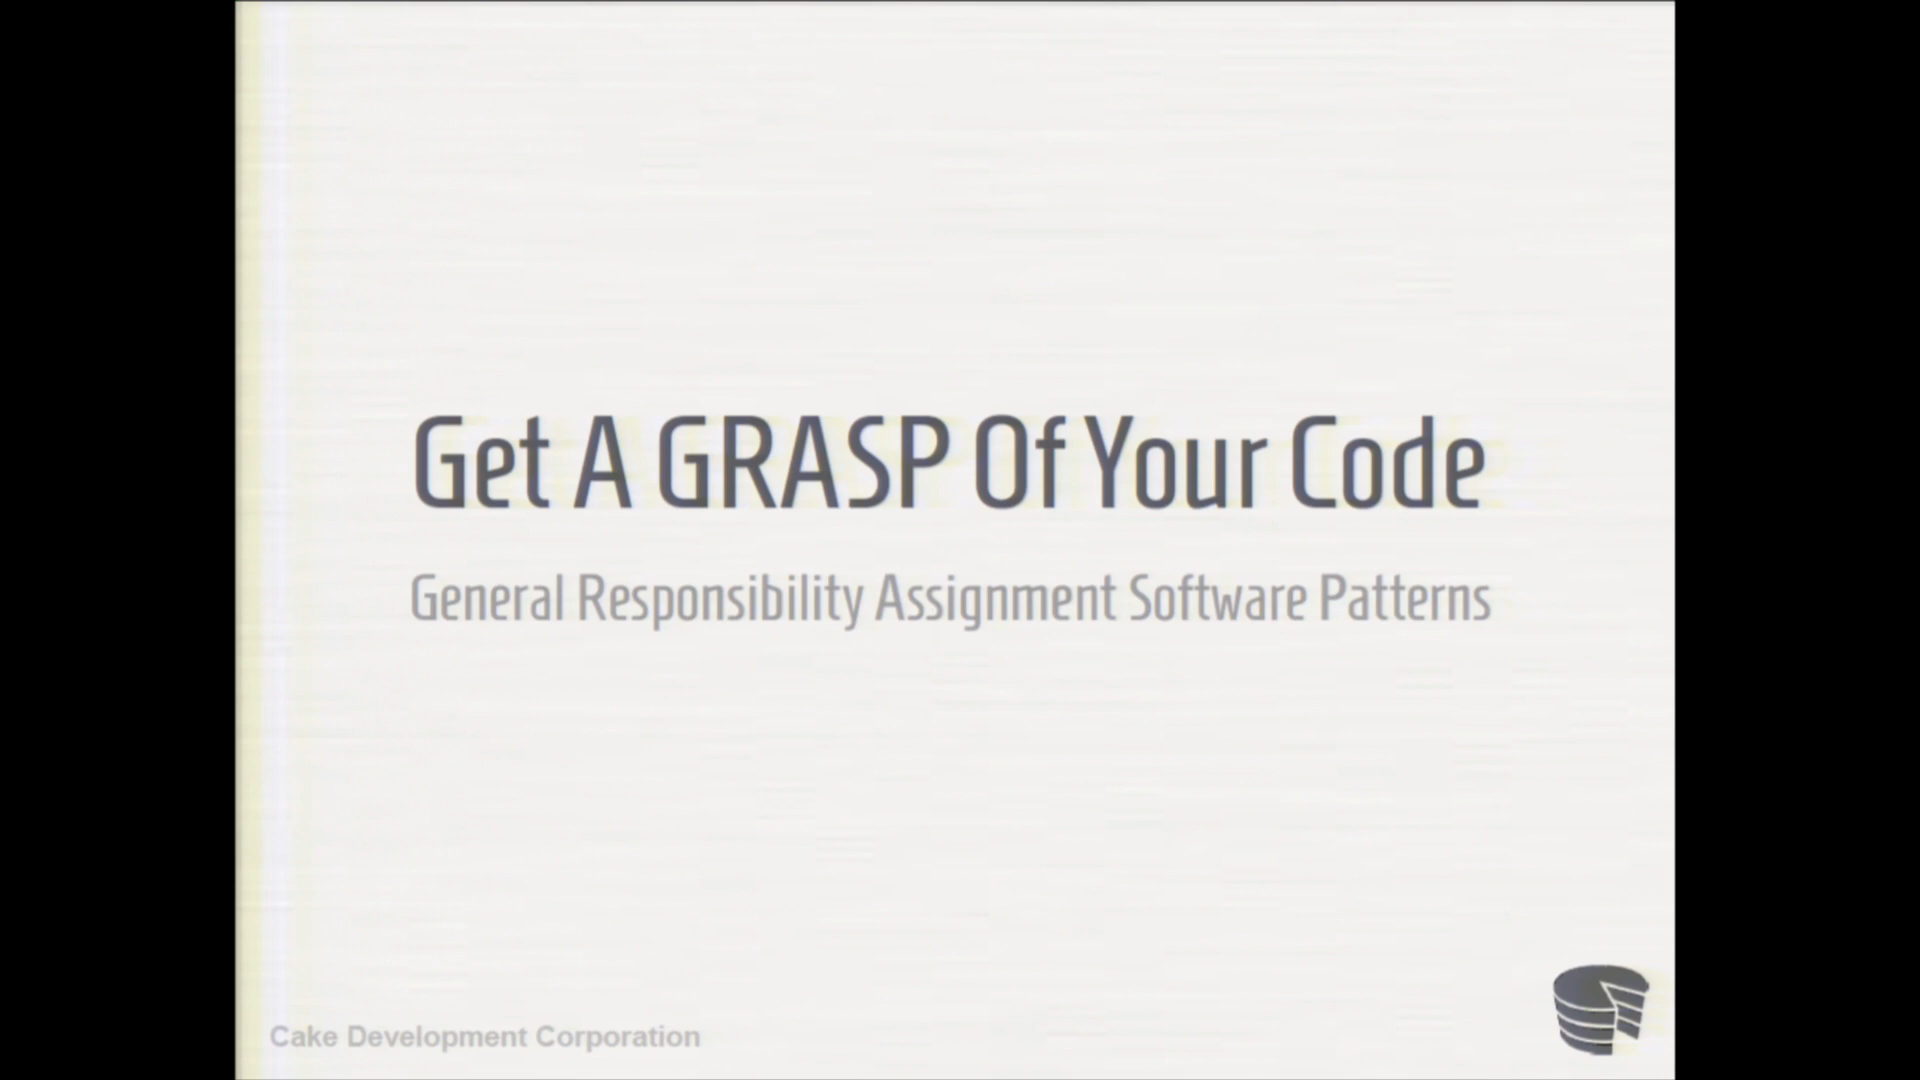 Get A GRASP Of Your Code
General Responsibility Assignment Software Patterns
Cake Development Corporation